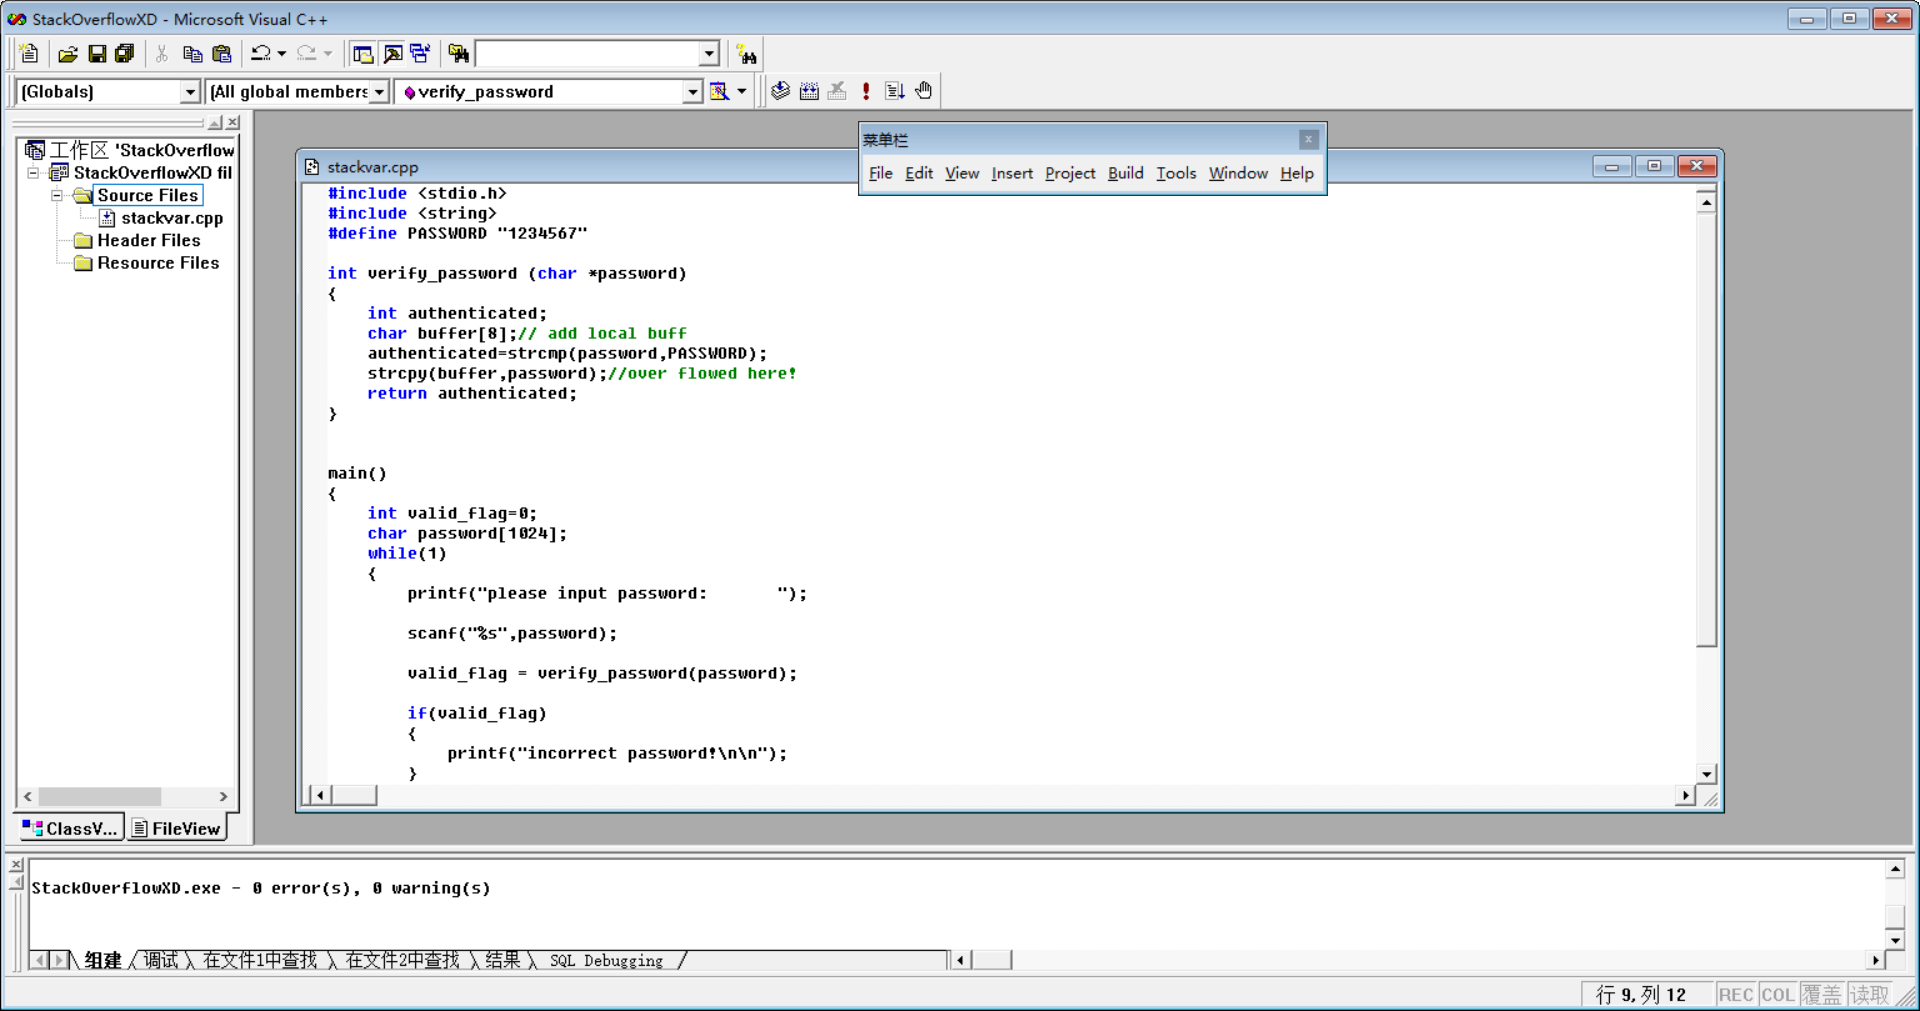 StackOverflowXD - Microsoft Visual C++
(Globals)
(All global members
verify_password
工作区 'StackOverflow
StackOverflowXD fil
Source Files
stackvar.cpp
Header Files
Resource Files
ClassV...
FileView
菜单栏
File Edit View Insert Project Build Tools Window Help
stackvar.cpp
#include <stdio.h>
#include <string>
#define PASSWORD "1234567"
int verify_password (char *password)
{
int authenticated;
char buffer[8];// add local buff
authenticated=strcmp(password,PASSWORD);
strcpy(buffer,password);//over flowed here!
return authenticated;
}
main()
{
int valid_flag=0;
char password[1024];
while(1)
{
printf("please input password:       ");
scanf("%s",password);
valid_flag = verify_password(password);
if(valid_flag)
{
printf("incorrect password!\n\n");
}
StackOverflowXD.exe - 0 error(s), 0 warning(s)
组建 调试 在文件1中查找 在文件2中查找 结果 SQL Debugging
行 9, 列 12 REC COL 覆盖 读取